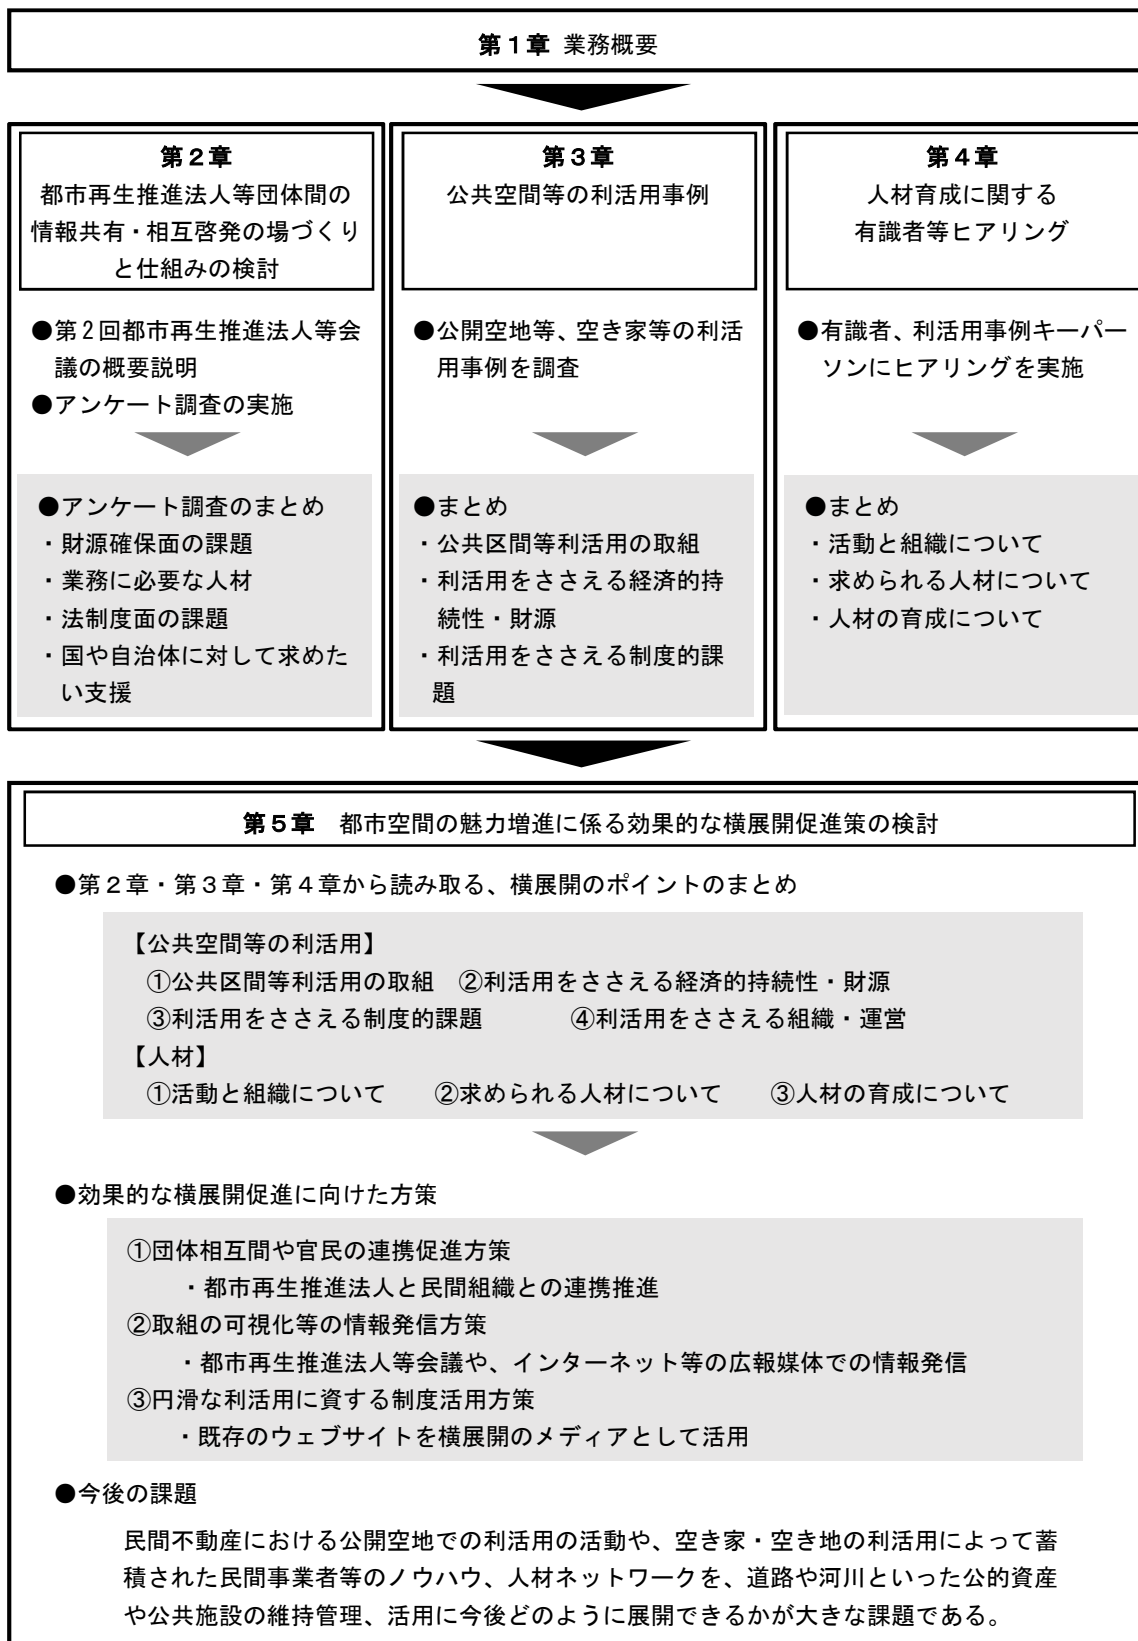 第１章 業務概要
第２章
都市再生推進法人等団体間の
情報共有・相互啓発の場づくり
と仕組みの検討
●第２回都市再生推進法人等会
議の概要説明
●アンケート調査の実施
●アンケート調査のまとめ
・財源確保面の課題
・業務に必要な人材
・法制度面の課題
・国や自治体に対して求めた
い支援
第３章
公共空間等の利活用事例
●公開空地等、空き家等の利活
用事例を調査
●まとめ
・公共区間等利活用の取組
・利活用をささえる経済的持
続性・財源
・利活用をささえる制度的課
題
第４章
人材育成に関する
有識者等ヒアリング
●有識者、利活用事例キーパー
ソンにヒアリングを実施
●まとめ
・活動と組織について
・求められる人材について
・人材の育成について
第５章　都市空間の魅力増進に係る効果的な横展開促進策の検討
●第２章・第３章・第４章から読み取る、横展開のポイントのまとめ
【公共空間等の利活用】
①公共区間等利活用の取組　②利活用をささえる経済的持続性・財源
③利活用をささえる制度的課題　　　④利活用をささえる組織・運営
【人材】
①活動と組織について　　②求められる人材について　　③人材の育成について
●効果的な横展開促進に向けた方策
①団体相互間や官民の連携促進方策
・都市再生推進法人と民間組織との連携推進
②取組の可視化等の情報発信方策
・都市再生推進法人等会議や、インターネット等の広報媒体での情報発信
③円滑な利活用に資する制度活用方策
・既存のウェブサイトを横展開のメディアとして活用
●今後の課題
民間不動産における公開空地での利活用の活動や、空き家・空き地の利活用によって蓄
積された民間事業者等のノウハウ、人材ネットワークを、道路や河川といった公的資産
や公共施設の維持管理、活用に今後どのように展開できるかが大きな課題である。